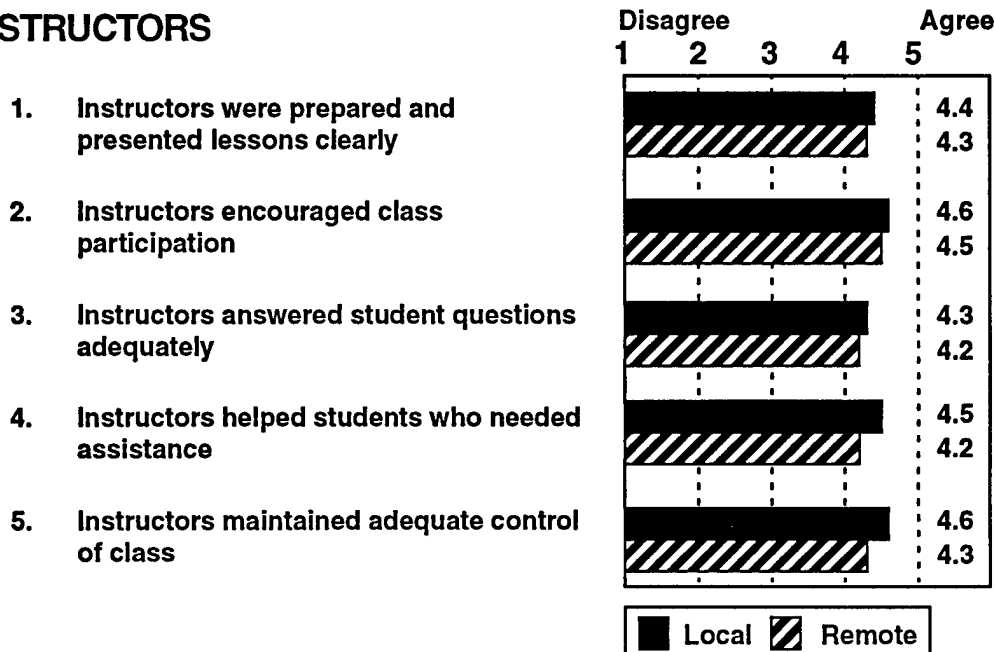 STRUCTORS
Disagree Agree
1 2 3 4 5
1. Instructors were prepared and
presented lessons clearly
4.4
4.3
2. Instructors encouraged class
participation
4.6
4.5
3. Instructors answered student questions
adequately
4.3
4.2
4. Instructors helped students who needed
assistance
4.5
4.2
5. Instructors maintained adequate control
of class
4.6
4.3
Local Remote